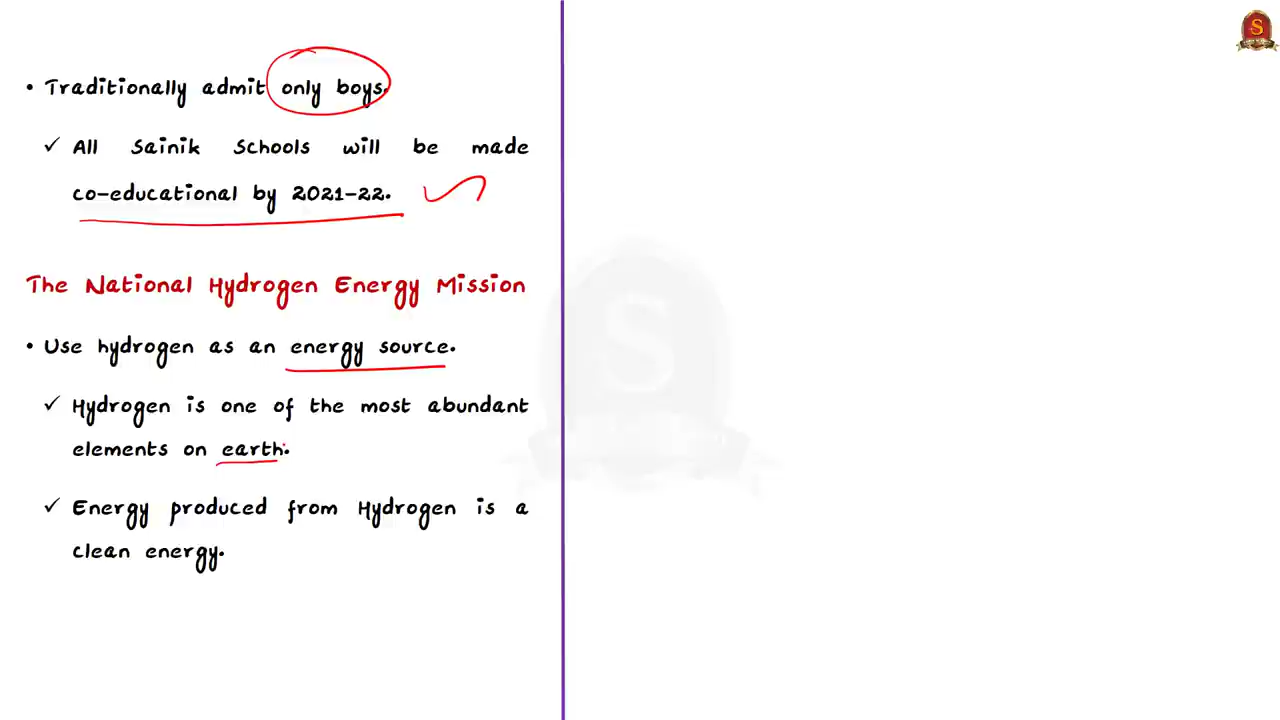 • Traditionally admit only boys.
✓ All Sainik Schools will be made
co-educational by 2021-22.
The National Hydrogen Energy Mission
• Use hydrogen as an energy source.
✓ Hydrogen is one of the most abundant
elements on earth.
✓ Energy produced from Hydrogen is a
clean energy.
S
S